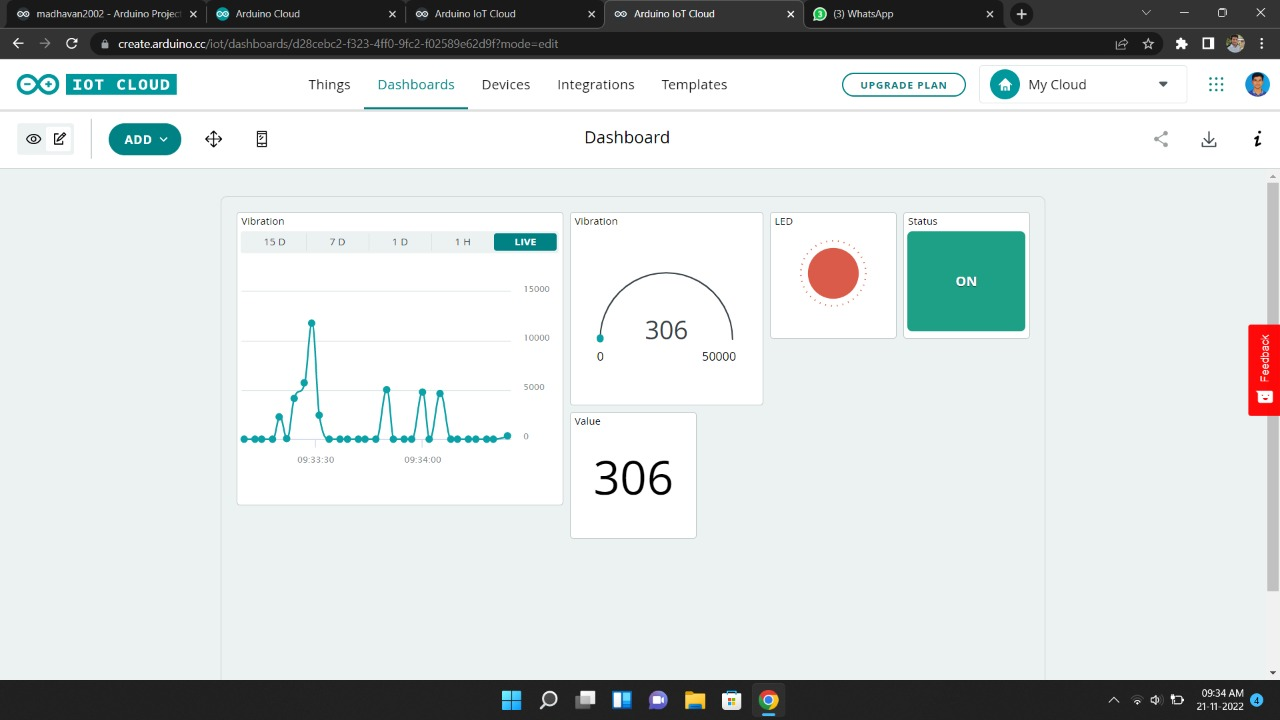 madhavan2002 - Arduino Project
Arduino Cloud
Arduino IoT Cloud
Arduino IoT Cloud
(3) WhatsApp
create.arduino.cc/iot/dashboards/d28cebc2-f323-4ff0-9fc2-f02589e62d9f?mode=edit
IOT CLOUD
Things
Dashboards
Devices
Integrations
Templates
UPGRADE PLAN
My Cloud
ADD
Dashboard
i
Vibration
15 D
7 D
1 D
1 H
LIVE
15000
10000
5000
0
09:33:30
09:34:00
Vibration
306
0
50000
LED
Status
ON
Value
306
Feedback
09:34 AM
21-11-2022
4